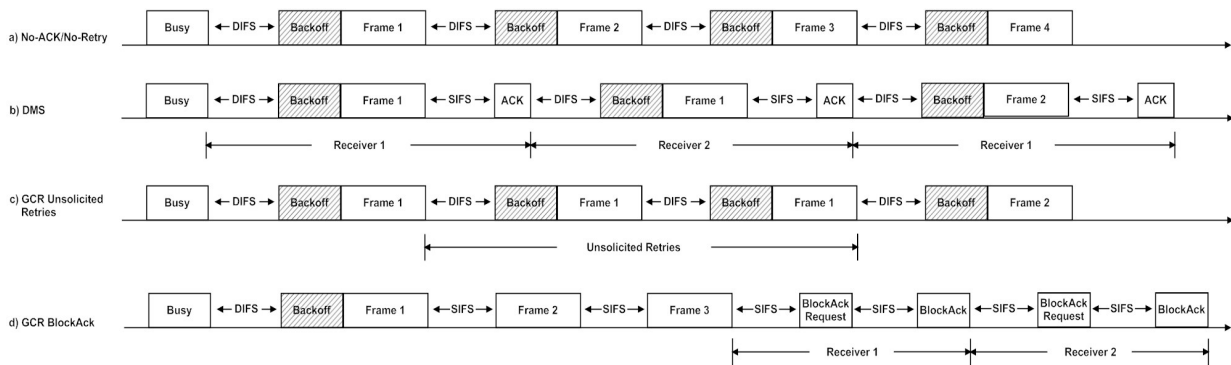 a) No-ACK/No-Retry
Busy DIFS Backoff Frame 1 DIFS Backoff Frame 2 DIFS Backoff Frame 3 DIFS Backoff Frame 4
b) DMS
Busy DIFS Backoff Frame 1 SIFS ACK DIFS Backoff Frame 1 SIFS ACK DIFS Backoff Frame 2 SIFS ACK
Receiver 1 Receiver 2 Receiver 1
c) GCR Unsolicited
Retries
Busy DIFS Backoff Frame 1 DIFS Backoff Frame 1 DIFS Backoff Frame 1 DIFS Backoff Frame 2
Unsolicited Retries
d) GCR BlockAck
Busy DIFS Backoff Frame 1 SIFS Frame 2 SIFS Frame 3 SIFS BlockAck
Request SIFS BlockAck SIFS BlockAck
Request SIFS BlockAck
Receiver 1 Receiver 2